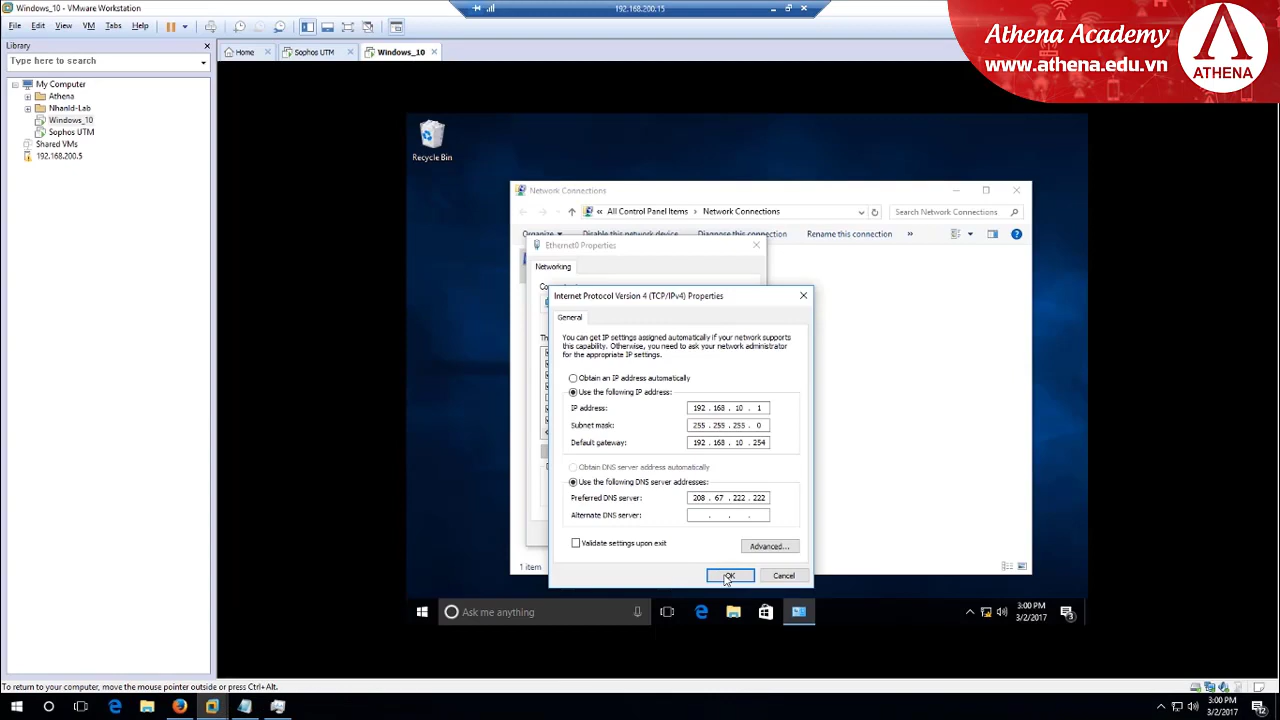 Windows_10 - VMware Workstation
192.168.200.15
File Edit View Tabs Help
Athena Academy
www.athena.edu.vn
ATHENA
Library
Type here to search
My Computer
Athena
Nhanld-Lab
Windows_10
Sophos UTM
Shared VMs
192.168.200.5
Home Sophos UTM Windows_10
Recycle Bin
Network Connections
« All Control Panel Items > Network Connections
Search Network Connections
Organize Disable this network device Diagnose this connection Rename this connection »
Ethernet0 Properties
Networking
Internet Protocol Version 4 (TCP/IPv4) Properties
General
You can get IP settings assigned automatically if your network supports
this capability. Otherwise, you need to ask your network administrator
for the appropriate IP settings.
Obtain an IP address automatically
Use the following IP address:
IP address: 192 . 168 . 10 . 1
Subnet mask: 255 . 255 . 255 . 0
Default gateway: 192 . 168 . 10 . 254
Obtain DNS server address automatically
Use the following DNS server addresses:
Preferred DNS server: 208 . 67 . 222 . 222
Alternate DNS server: . . .
Validate settings upon exit
Advanced...
OK Cancel
1 item
Ask me anything
3:00 PM
3/2/2017
3
To return to your computer, move the mouse pointer outside or press Ctrl+Alt.
3:00 PM
3/2/2017
12